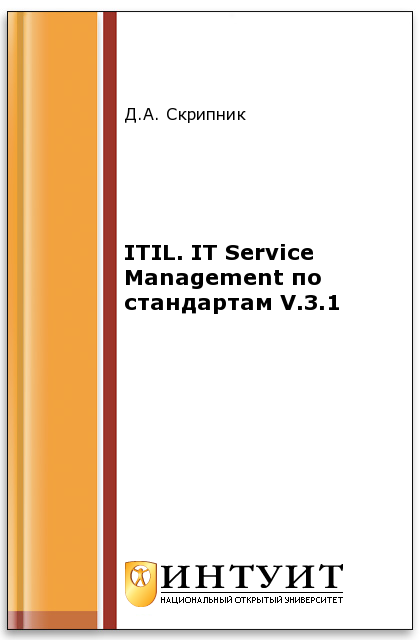 Д.А. Скрипник
ITIL. IT Service
Management по
стандартам V.3.1
ИНТУИТ
НАЦИОНАЛЬНЫЙ ОТКРЫТЫЙ УНИВЕРСИТЕТ